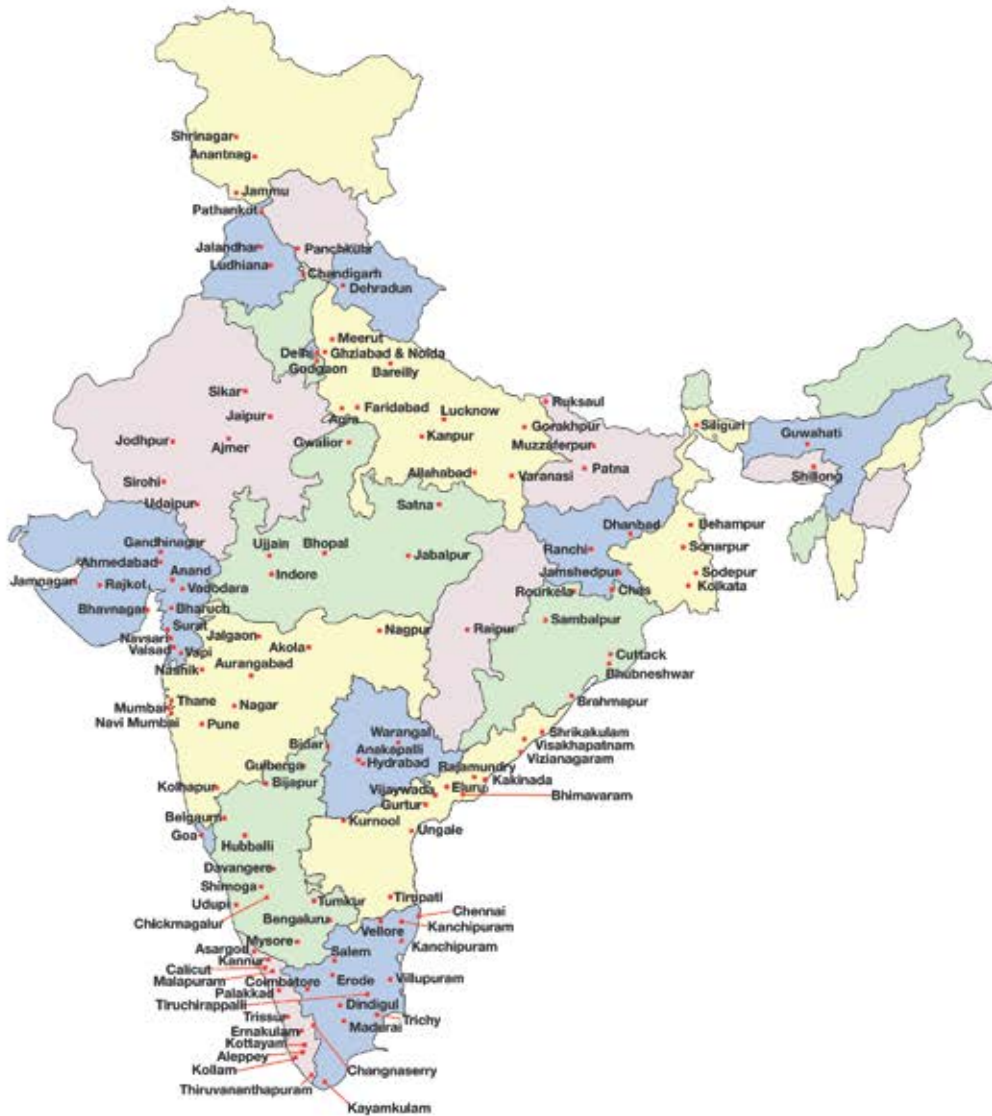 Shrinagar
Anantnag
Jammu
Pathankot
Jalandhar
Panchkula
Ludhiana
Chandigarh
Dehradun
Meerut
Delhi
Ghziabad & Noida
Godgaon
Bareilly
Sikar
Ruksaul
Agra
Faridabad
Lucknow
Jaipur
Gorakhpur
Siliguri
Jodhpur
Ajmer
Gwalior
Kanpur
Muzzaferpur
Guwahati
Sirohi
Allahabad
Varanasi
Patna
Shillong
Udaipur
Satna
Dhanbad
Behampur
Gandhinagar
Ujjain
Bhopal
Jabalpur
Ranchi
Sonarpur
Ahmedabad
Jamnagar
Rajkot
Anand
Indore
Jamshedpur
Sodepur
Vadodara
Rourkela
Chas
Kolkata
Bhavnagar
Bharuch
Sambalpur
Surat
Navsari
Jalgaon
Nagpur
Raipur
Valsad
Vapi
Akola
Cuttack
Nashik
Aurangabad
Bhubneshwar
Thane
Brahmapur
Mumbai
Nagar
Navi Mumbai
Pune
Warangal
Shrikakulam
Bidar
Anakapalli
Visakhapatnam
Gulberga
Hydrabad
Vizianagaram
Rajamundry
Kolhapur
Bijapur
Vijaywada
Eluru
Kakinada
Gurtur
Bhimavaram
Belgaum
Kurnool
Goa
Hubballi
Ungale
Davangere
Shimoga
Udupi
Tumkur
Tirupati
Chickmagalur
Bengaluru
Chennai
Vellore
Kanchipuram
Mysore
Kanchipuram
Asargod
Kannur
Salem
Calicut
Malapuram
Coimbatore
Erode
Villupuram
Palakkad
Tiruchirappalli
Dindigul
Trissur
Trichy
Ernakulam
Madurai
Kottayam
Aleppey
Kollam
Changnaserry
Thiruvananthapuram
Kayamkulam